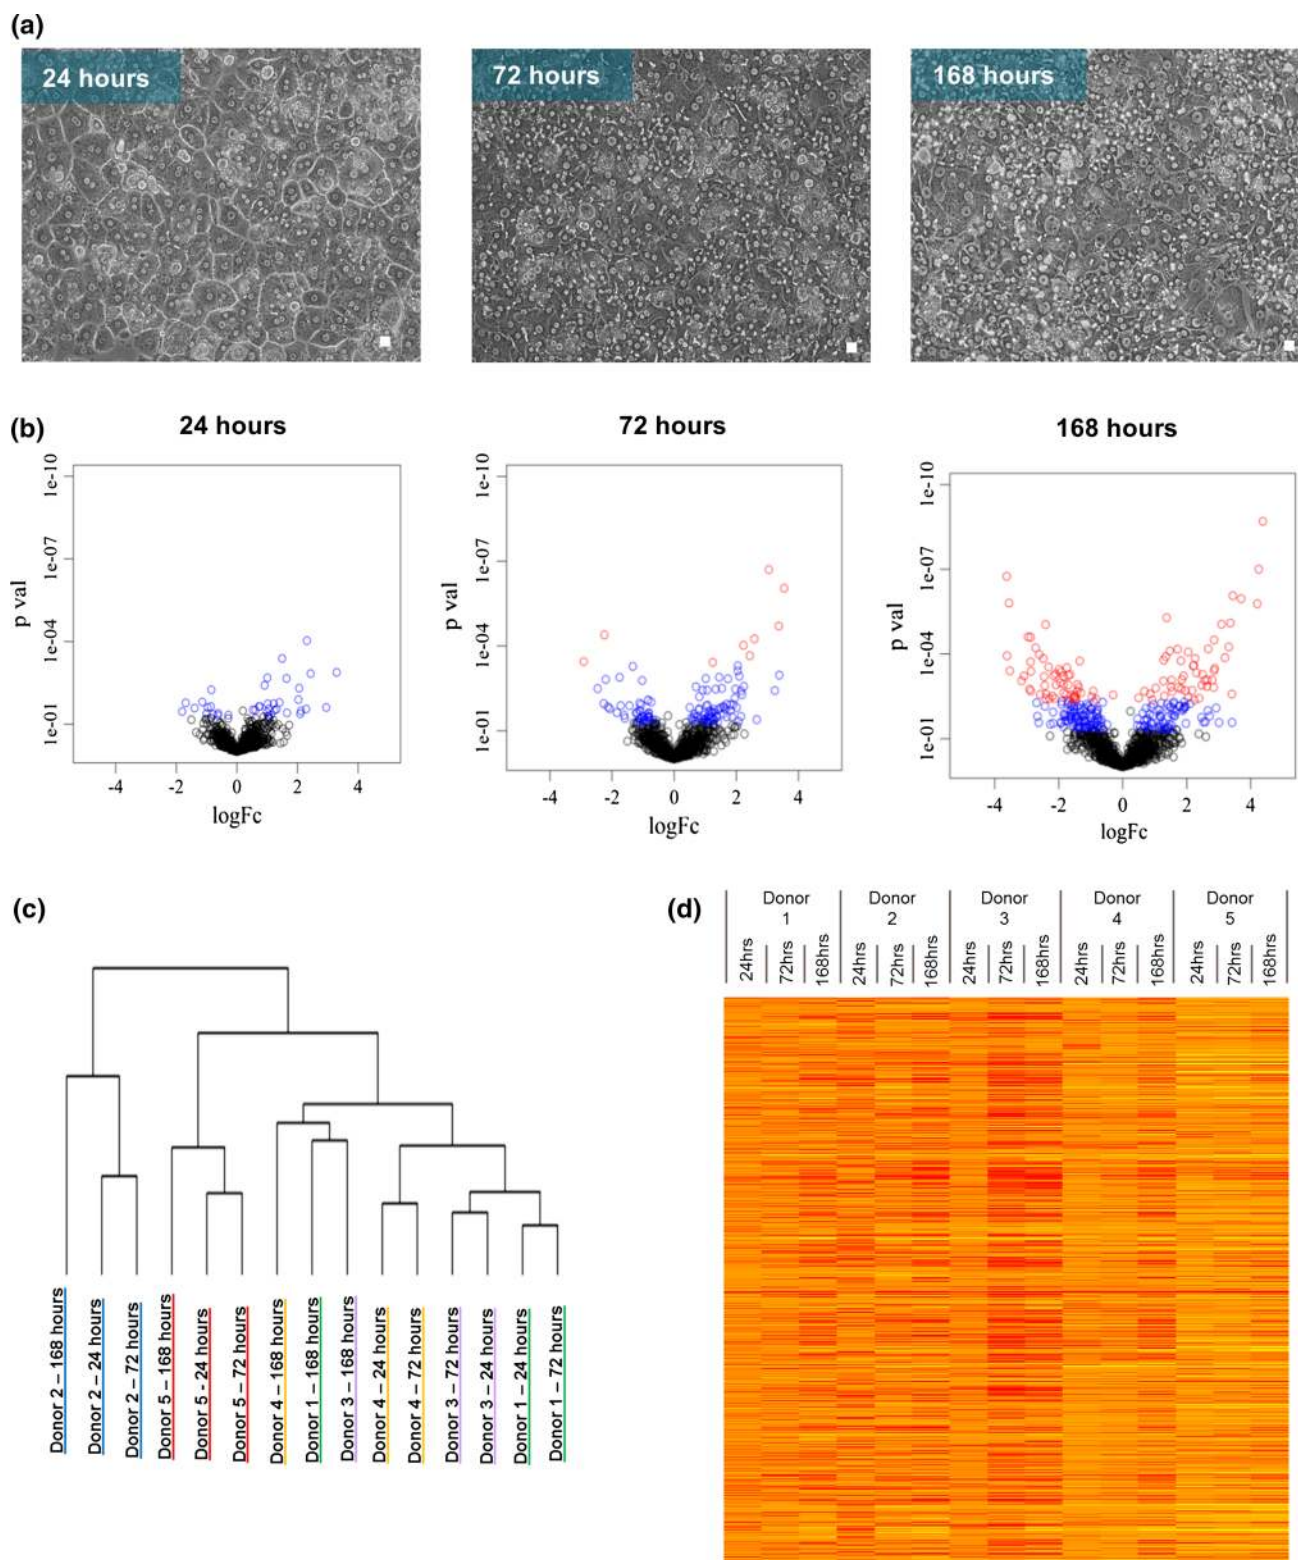 (a)
24 hours
72 hours
168 hours
(b)
24 hours
72 hours
168 hours
1e-10
1e-07
1e-04
1e-01
p val
-4 -2 0 2 4
logFc
1e-10
1e-07
1e-04
1e-01
p val
-4 -2 0 2 4
logFc
1e-10
1e-07
1e-04
1e-01
p val
-4 -2 0 2 4
logFc
(c)
Donor 2 – 168 hours
Donor 2 – 24 hours
Donor 2 – 72 hours
Donor 5 – 168 hours
Donor 5 - 24 hours
Donor 5 – 72 hours
Donor 4 – 168 hours
Donor 1 – 168 hours
Donor 3 – 168 hours
Donor 4 – 24 hours
Donor 4 – 72 hours
Donor 3 – 72 hours
Donor 3 – 24 hours
Donor 1 – 24 hours
Donor 1 – 72 hours
(d)
Donor Donor Donor Donor Donor
1 2 3 4 5
24hrs
72hrs
168hrs
24hrs
72hrs
168hrs
24hrs
72hrs
168hrs
24hrs
72hrs
168hrs
24hrs
72hrs
168hrs